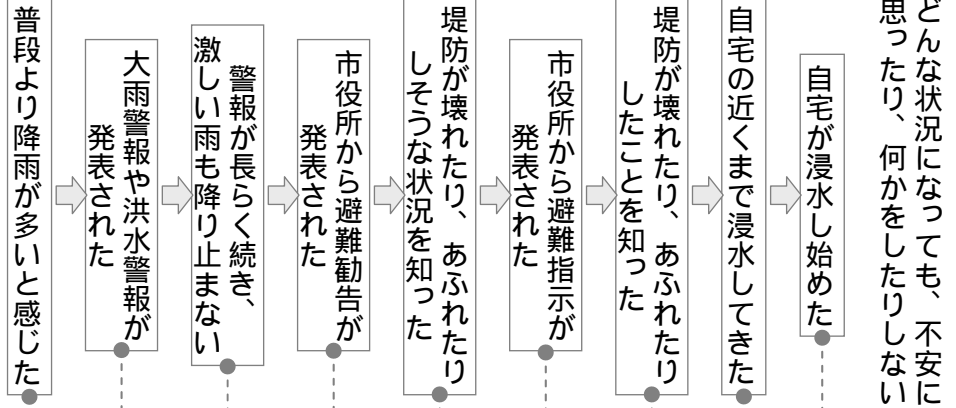 どんな状況になっても、不安に
思ったり、何かをしたりしない
自宅が浸水し始めた
自宅の近くまで浸水してきた
堤防が壊れたり、あふれたり
したことを知った
市役所から避難指示が
発表された
堤防が壊れたり、あふれたり
しそうな状況を知った
市役所から避難勧告が
発表された
警報が長らく続き、
激しい雨も降り止まない
大雨警報や洪水警報が
発表された
普段より降雨が多いと感じた